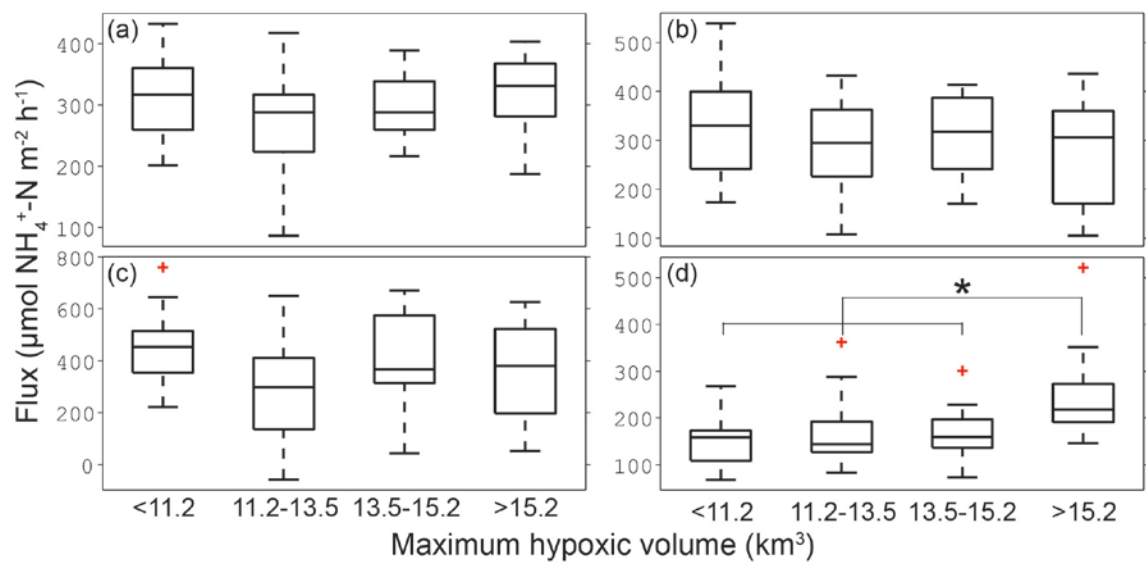 Flux (µmol NH₄⁺-N m⁻² h⁻¹)
(a)
400
300
200
100
(b)
500
400
300
200
100
(c)
800
600
400
200
0
(d)
500
400
300
200
100
*
<11.2 11.2-13.5 13.5-15.2 >15.2
<11.2 11.2-13.5 13.5-15.2 >15.2
Maximum hypoxic volume (km³)